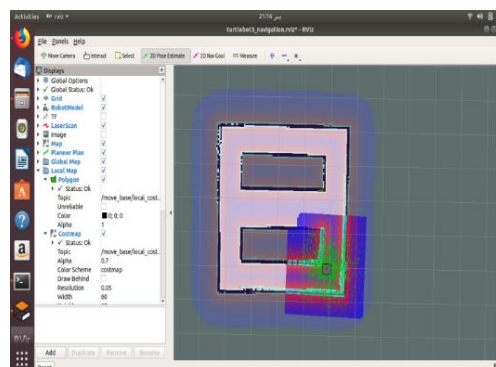 Activities
rviz
21:16
turtlebot3_navigation.rviz* - RViz
File Panels Help
Move Camera Interact Select 2D Pose Estimate 2D Nav Goal Measure
Displays
Global Options
Global Status: Ok
Grid
RobotModel
TF
LaserScan
Image
Map
Planner Plan
Global Map
Local Map
Polygon
Status: Ok
Topic /move_base/local_cost...
Unreliable
Color 0; 0; 0
Alpha 1
Costmap
Status: Ok
Topic /move_base/local_cost...
Alpha 0.7
Color Scheme costmap
Draw Behind
Resolution 0.05
Width 60
Add Duplicate Remove Rename